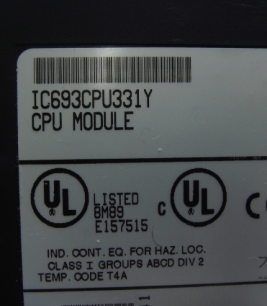 IC693CPU331Y
CPU MODULE
UL
LISTED
8M89
E157515
C UL
IND. CONT. EQ. FOR HAZ. LOC.
CLASS I GROUPS ABCD DIV 2
TEMP. CODE T4A